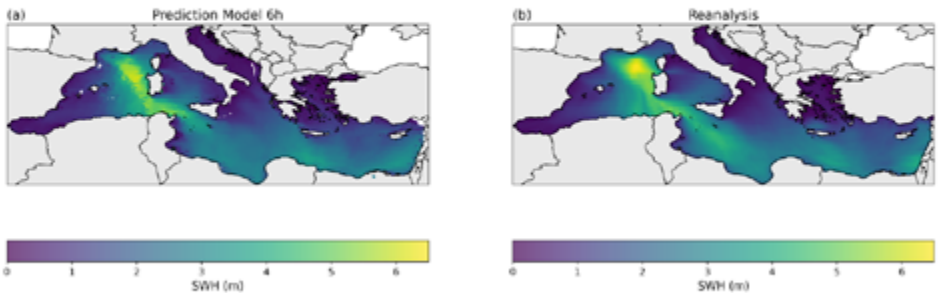 (a) Prediction Model 6h
(b) Reanalysis
0 1 2 3 4 5 6
SWH (m)
0 1 2 3 4 5 6
SWH (m)